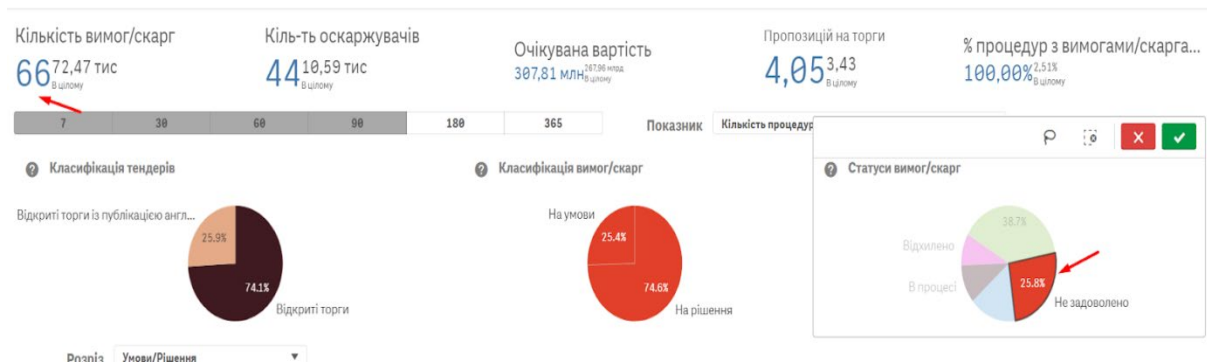 Кількість вимог/скарг
66 72,47 тис
В цілому
Кіль-ть оскаржувачів
44 10,59 тис
В цілому
Очікувана вартість
307,81 млн 267,96 млрд
В цілому
Пропозицій на торги
4,05 3,43
В цілому
% процедур з вимогами/скарга...
100,00% 2,51%
В цілому
7 30 60 90 180 365
Показник Кількість процедур
Класифікація тендерів
Відкриті торги із публікацією англ...
25.9%
74.1%
Відкриті торги
Класифікація вимог/скарг
На умови
25.4%
74.6%
На рішення
Статуси вимог/скарг
38.7%
Відхилено
В процесі
25.8%
Не задоволено
Розріз Умови/Рішення